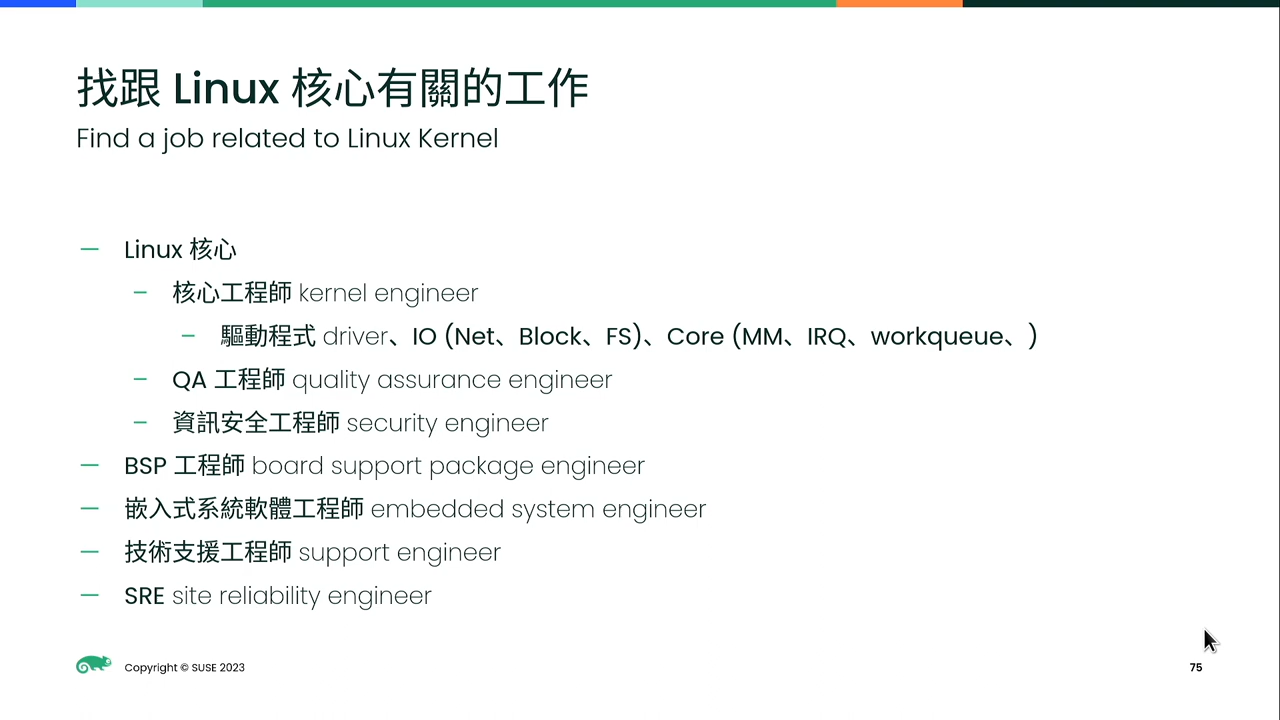 找跟 Linux 核心有關的工作
Find a job related to Linux Kernel
— Linux 核心
– 核心工程師 kernel engineer
– 驅動程式 driver、IO (Net、Block、FS)、Core (MM、IRQ、workqueue、)
– QA 工程師 quality assurance engineer
– 資訊安全工程師 security engineer
— BSP 工程師 board support package engineer
— 嵌入式系統軟體工程師 embedded system engineer
— 技術支援工程師 support engineer
— SRE site reliability engineer
Copyright © SUSE 2023
75